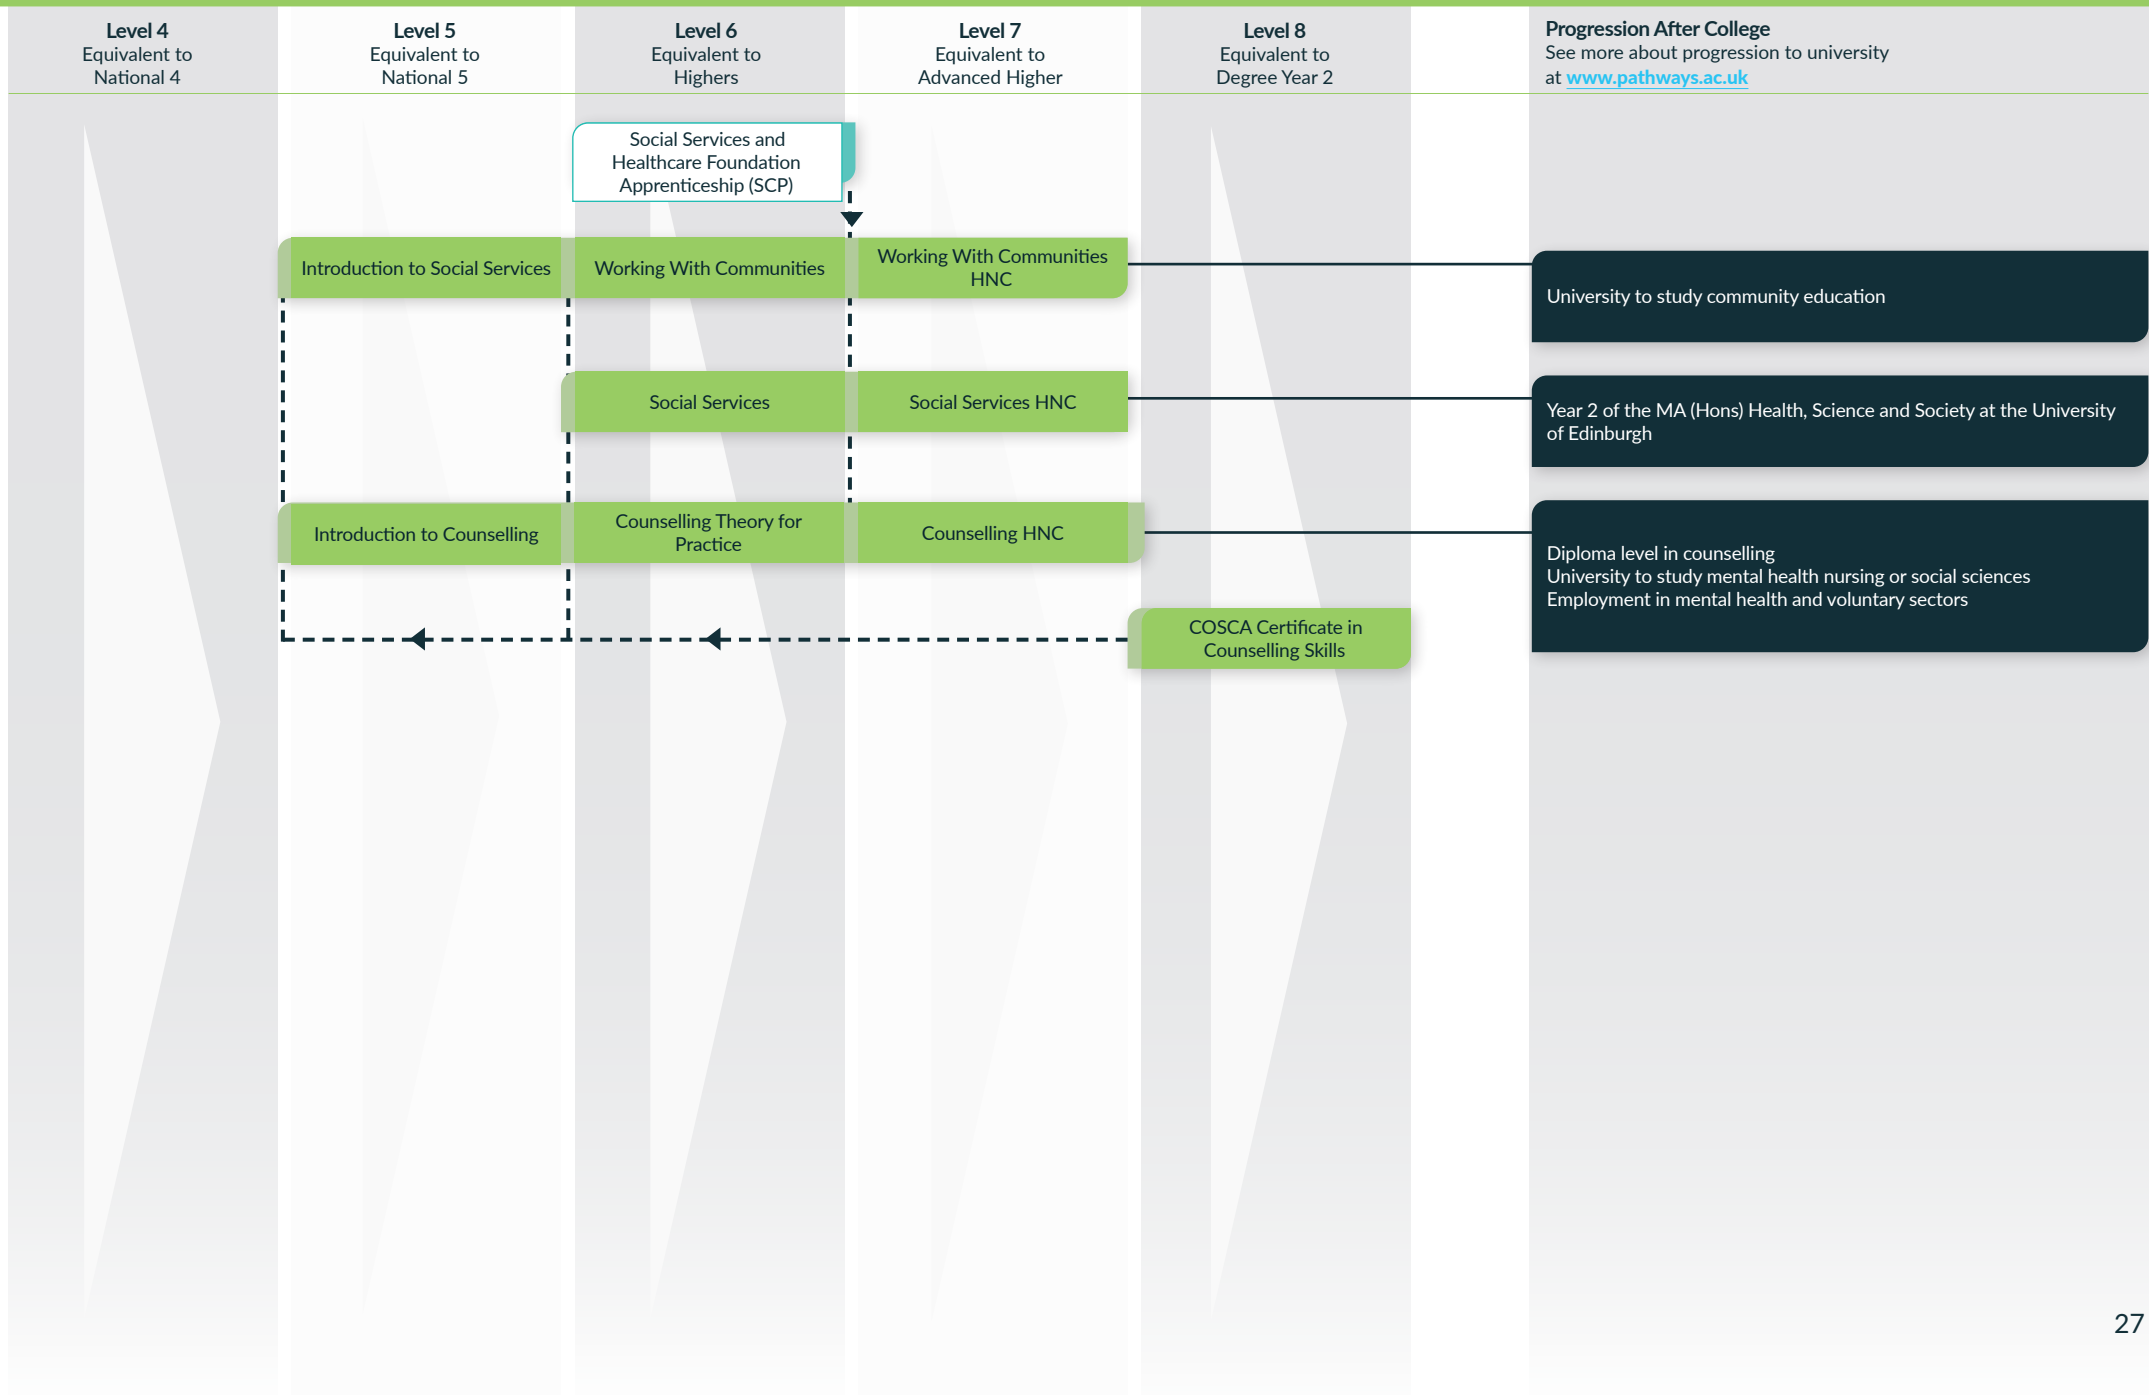 Level 4
Equivalent to
National 4
Level 5
Equivalent to
National 5
Level 6
Equivalent to
Highers
Level 7
Equivalent to
Advanced Higher
Level 8
Equivalent to
Degree Year 2
Progression After College
See more about progression to university
at www.pathways.ac.uk
Social Services and
Healthcare Foundation
Apprenticeship (SCP)
Introduction to Social Services
Working With Communities
Working With Communities
HNC
University to study community education
Social Services
Social Services HNC
Year 2 of the MA (Hons) Health, Science and Society at the University
of Edinburgh
Introduction to Counselling
Counselling Theory for
Practice
Counselling HNC
Diploma level in counselling
University to study mental health nursing or social sciences
Employment in mental health and voluntary sectors
COSCA Certificate in
Counselling Skills
27